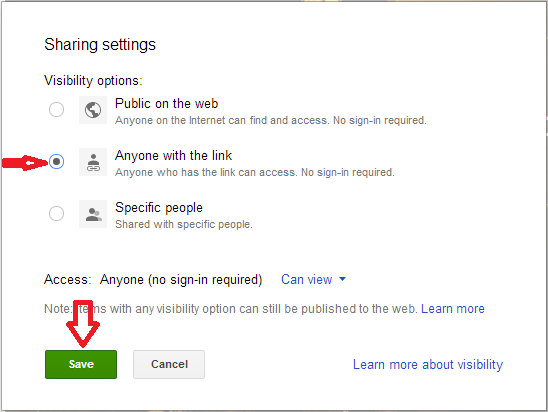 Sharing settings
Visibility options:
Public on the web
Anyone on the Internet can find and access. No sign-in required.
Anyone with the link
Anyone who has the link can access. No sign-in required.
Specific people
Shared with specific people.
Access: Anyone (no sign-in required) Can view
Note: items with any visibility option can still be published to the web. Learn more
Save Cancel Learn more about visibility